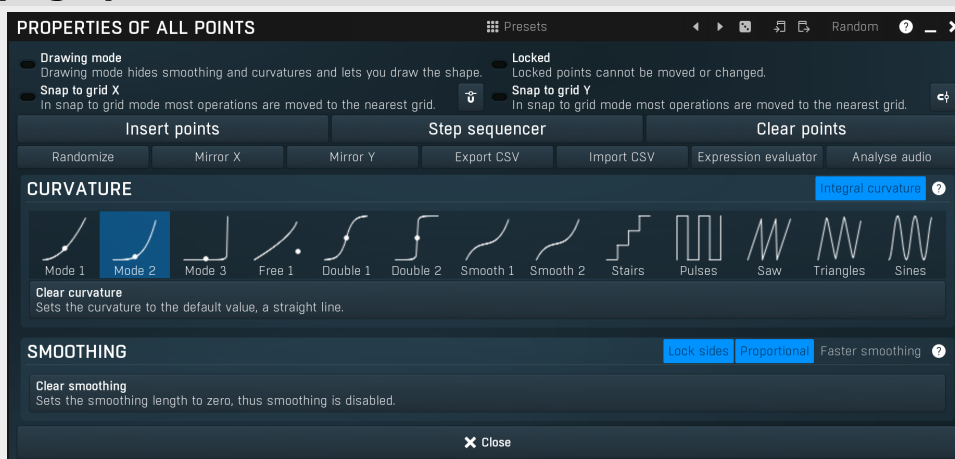 PROPERTIES OF ALL POINTS Presets Random ?
Drawing mode
Drawing mode hides smoothing and curvatures and lets you draw the shape.
Locked
Locked points cannot be moved or changed.
Snap to grid X
In snap to grid mode most operations are moved to the nearest grid.
Snap to grid Y
In snap to grid mode most operations are moved to the nearest grid.
Insert points Step sequencer Clear points
Randomize Mirror X Mirror Y Export CSV Import CSV Expression evaluator Analyse audio
CURVATURE Integral curvature ?
Mode 1 Mode 2 Mode 3 Free 1 Double 1 Double 2 Smooth 1 Smooth 2 Stairs Pulses Saw Triangles Sines
Clear curvature
Sets the curvature to the default value, a straight line.
SMOOTHING Lock sides Proportional Faster smoothing ?
Clear smoothing
Sets the smoothing length to zero, thus smoothing is disabled.
Close